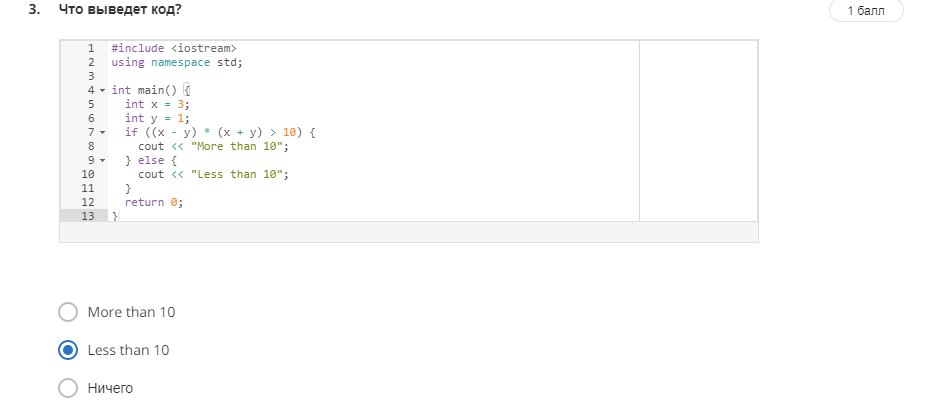 3. Что выведет код?
1 балл
1 #include <iostream>
2 using namespace std;
3
4 int main() {
5 int x = 3;
6 int y = 1;
7 if ((x - y) * (x + y) > 10) {
8 cout << "More than 10";
9 } else {
10 cout << "Less than 10";
11 }
12 return 0;
13 }
More than 10
Less than 10
Ничего